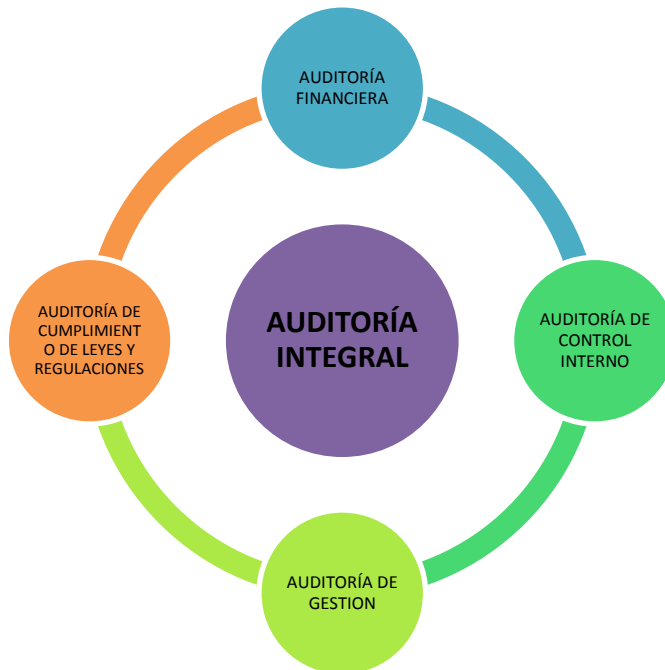 AUDITORÍA
FINANCIERA
AUDITORÍA DE
CUMPLIMIENT
O DE LEYES Y
REGULACIONES
AUDITORÍA
INTEGRAL
AUDITORÍA DE
CONTROL
INTERNO
AUDITORÍA DE
GESTION